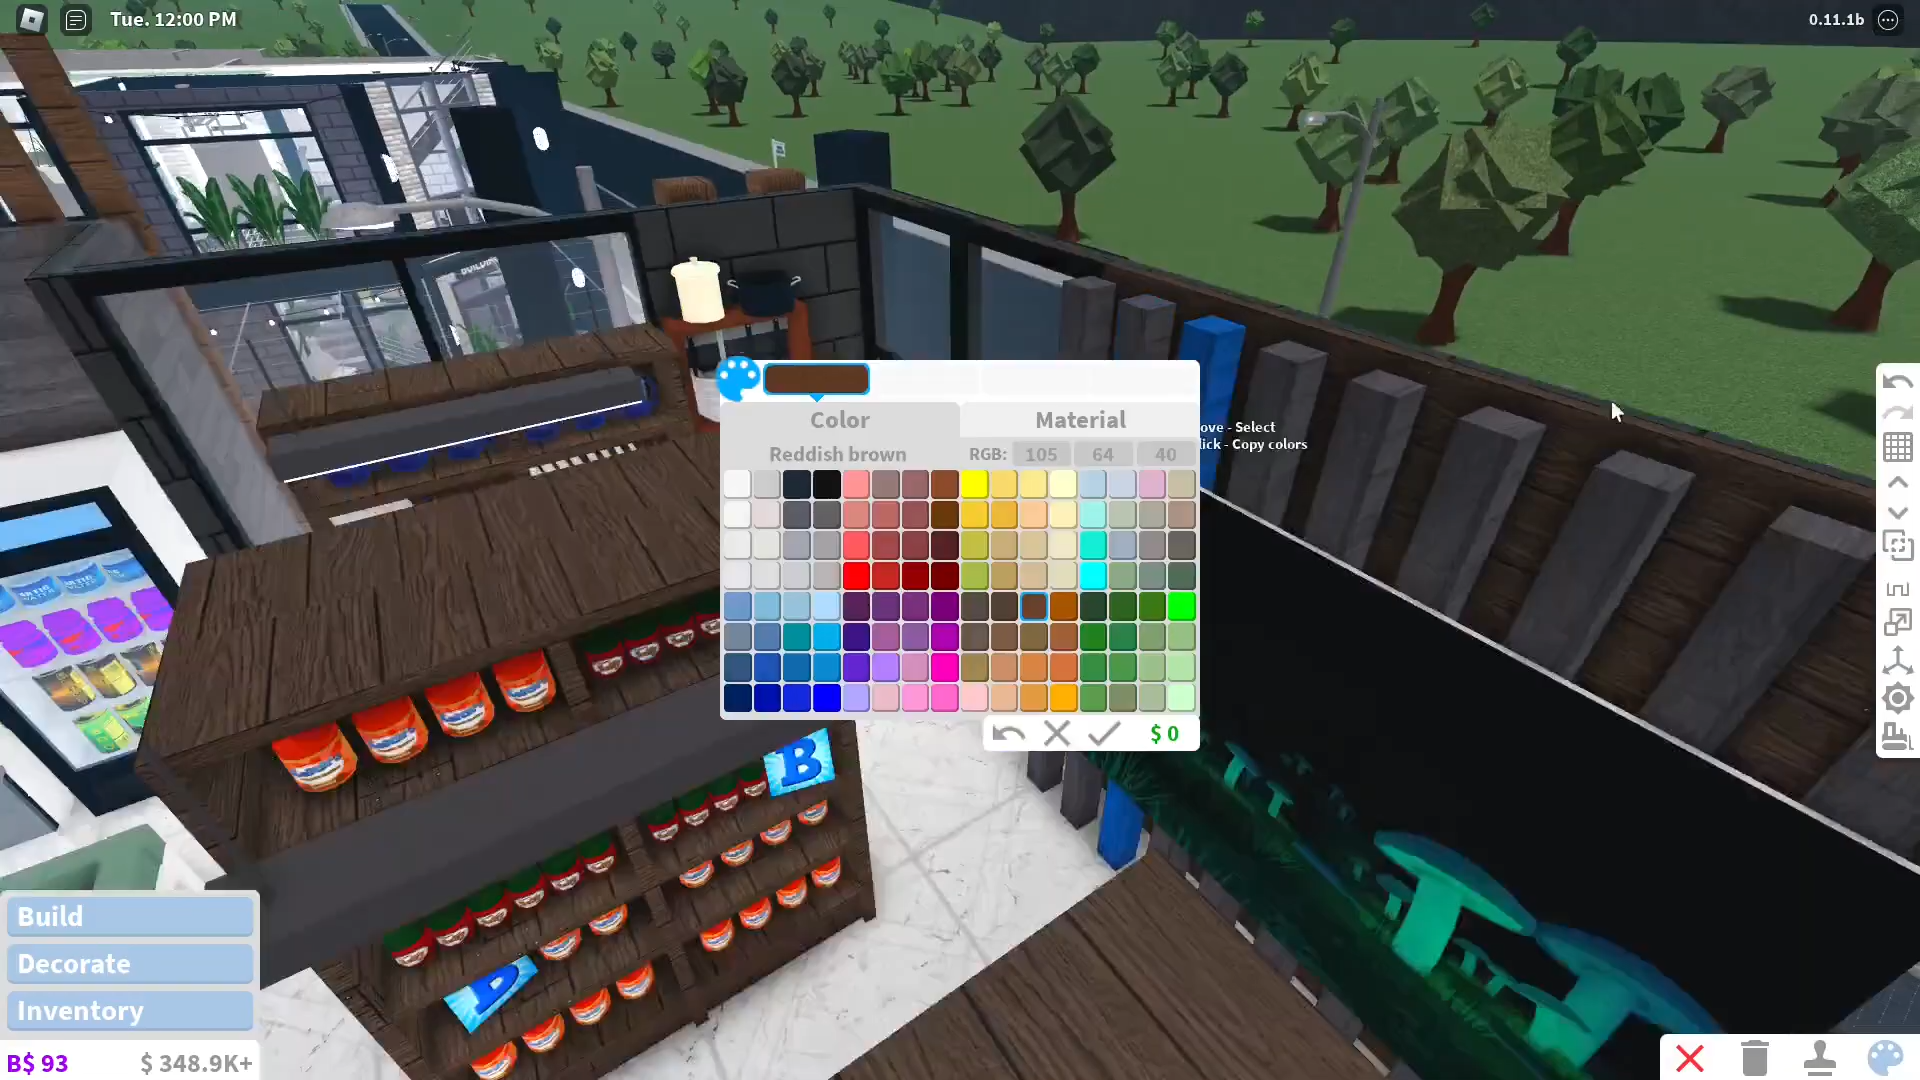 Tue. 12:00 PM
0.11.1b
BUILDI
Color
Material
ove - Select
lick - Copy colors
Reddish brown
RGB: 105 64 40
$ 0
B
A
Build
Decorate
Inventory
B$ 93
$ 348.9K+